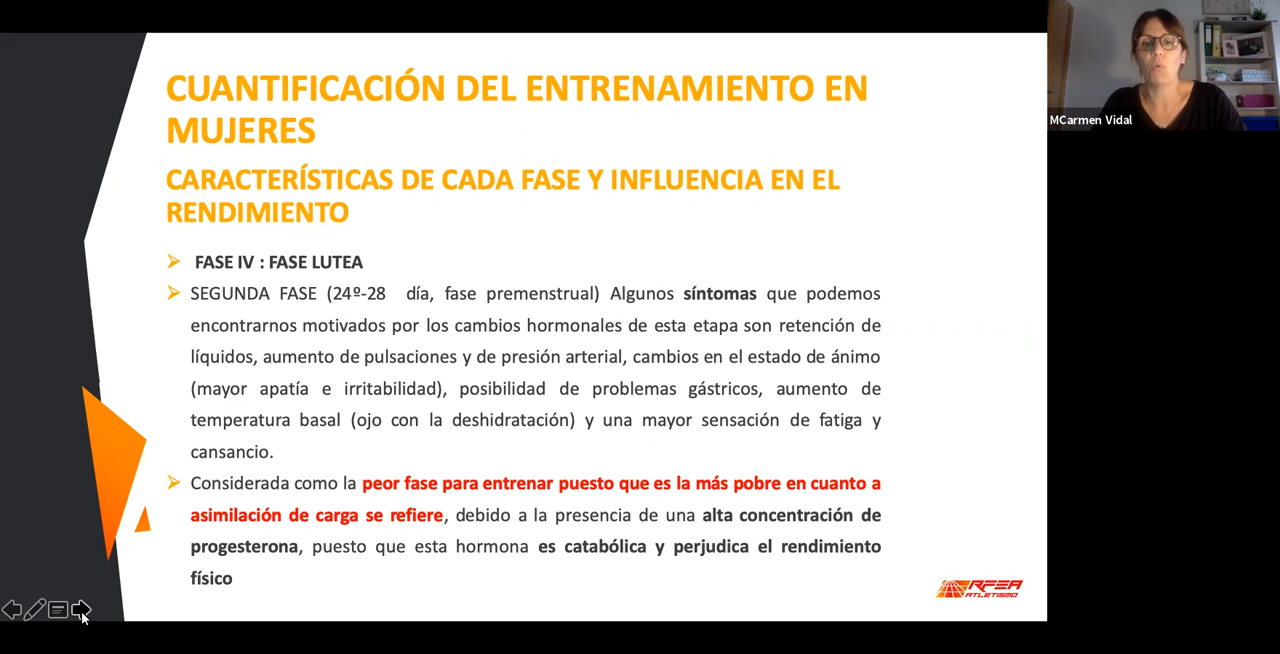 CUANTIFICACIÓN DEL ENTRENAMIENTO EN
MUJERES
CARACTERÍSTICAS DE CADA FASE Y INFLUENCIA EN EL
RENDIMIENTO
FASE IV : FASE LUTEA
SEGUNDA FASE (24º-28 día, fase premenstrual) Algunos síntomas que podemos
encontrarnos motivados por los cambios hormonales de esta etapa son retención de
líquidos, aumento de pulsaciones y de presión arterial, cambios en el estado de ánimo
(mayor apatía e irritabilidad), posibilidad de problemas gástricos, aumento de
temperatura basal (ojo con la deshidratación) y una mayor sensación de fatiga y
cansancio.
Considerada como la peor fase para entrenar puesto que es la más pobre en cuanto a
asimilación de carga se refiere, debido a la presencia de una alta concentración de
progesterona, puesto que esta hormona es catabólica y perjudica el rendimiento
físico
RFEA
ATLETISMO
MCarmen Vidal